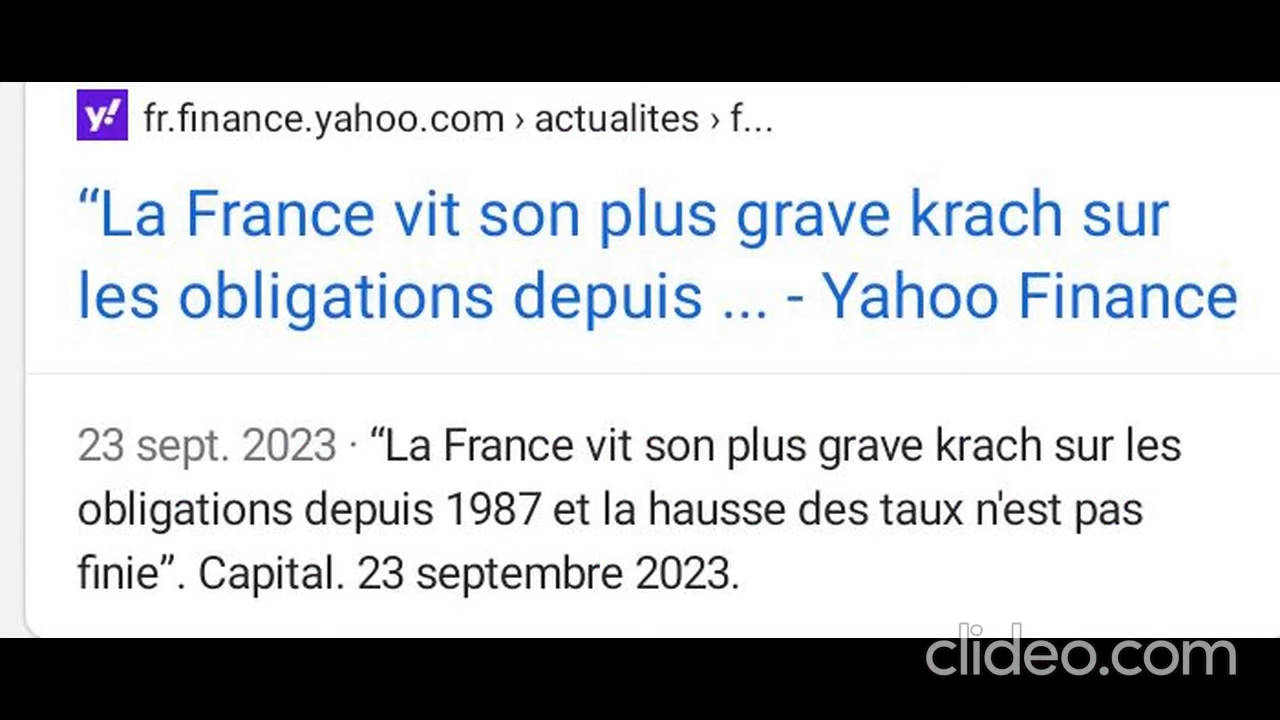 y!
fr.finance.yahoo.com › actualites › f...
“La France vit son plus grave krach sur
les obligations depuis ... - Yahoo Finance
23 sept. 2023 · “La France vit son plus grave krach sur les
obligations depuis 1987 et la hausse des taux n'est pas
finie”. Capital. 23 septembre 2023.
clideo.com